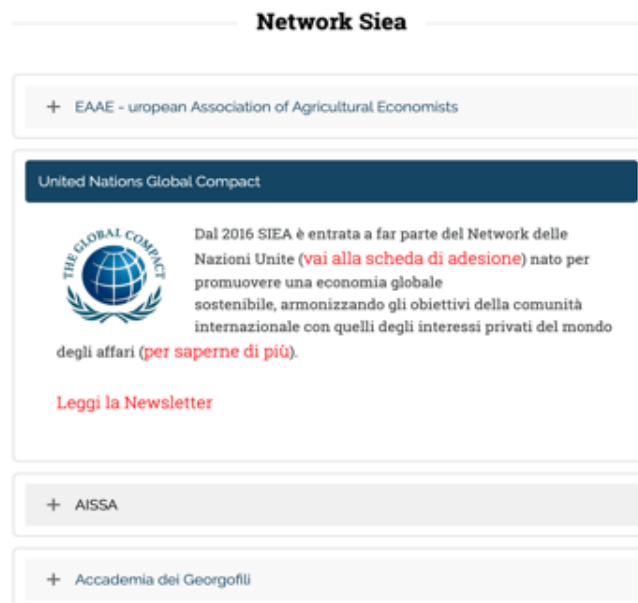 Network Siea
+ EAAE - uropean Association of Agricultural Economists
United Nations Global Compact
THE GLOBAL COMPACT
Dal 2016 SIEA è entrata a far parte del Network delle
Nazioni Unite (vai alla scheda di adesione) nato per
promuovere una economia globale
sostenibile, armonizzando gli obiettivi della comunità
internazionale con quelli degli interessi privati del mondo
degli affari (per saperne di più).
Leggi la Newsletter
+ AISSA
+ Accademia dei Georgofili